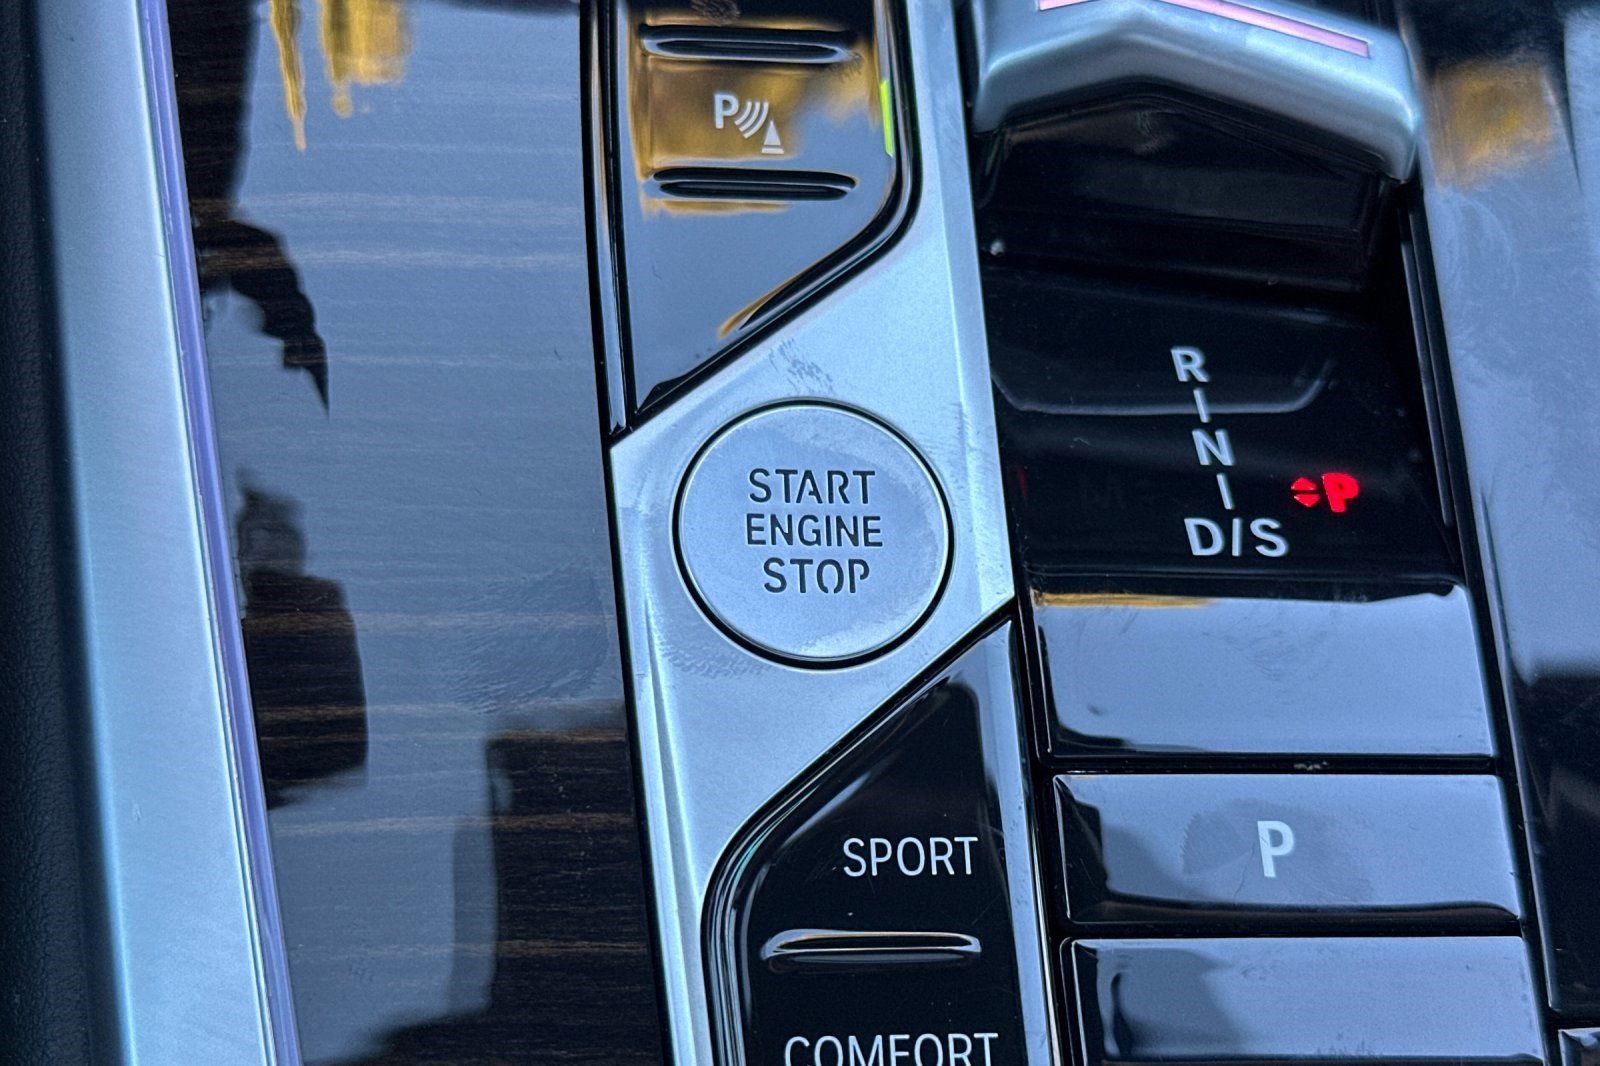 P
START
ENGINE
STOP
R
N
D/S
P
SPORT
P
COMFORT